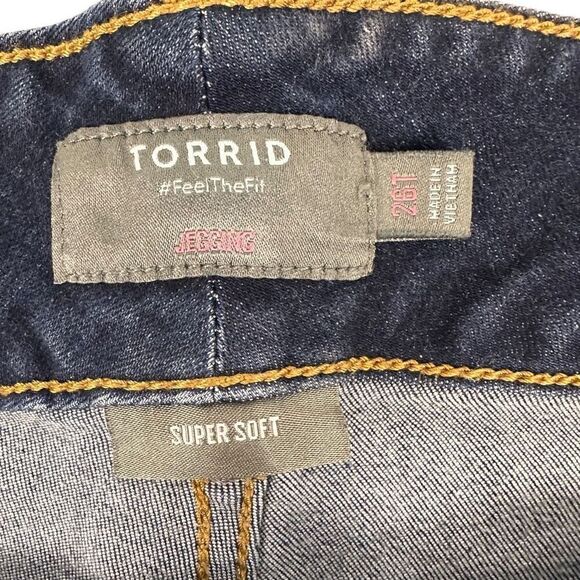 TORRID
#FeelTheFit
JEGGING
26T
MADE IN
VIETNAM
SUPER SOFT